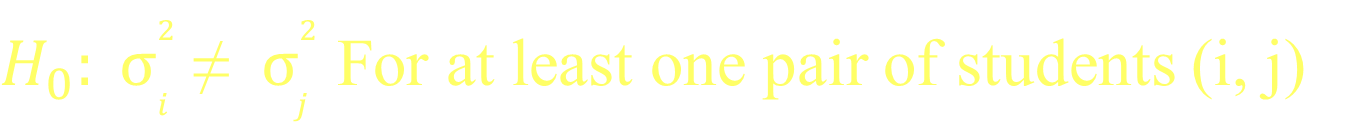 H₀: σᵢ² ≠ σⱼ² For at least one pair of students (i, j)